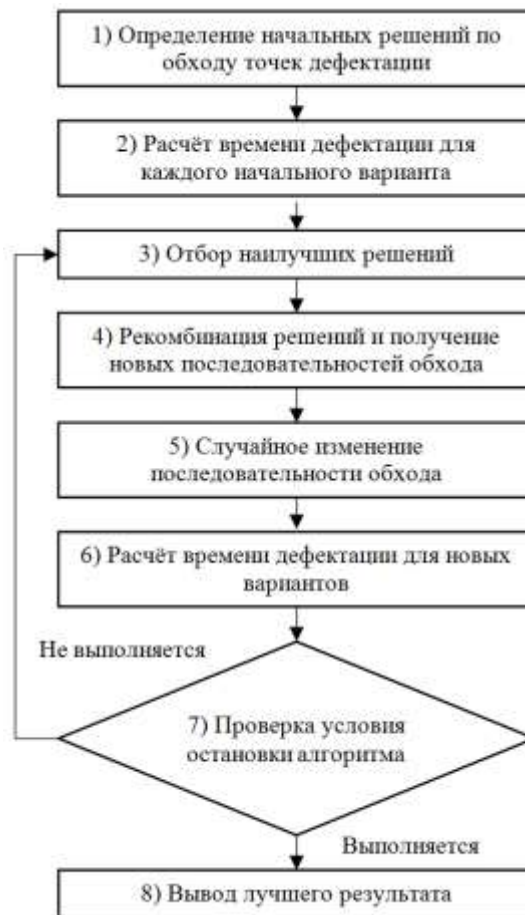 1) Определение начальных решений по
обходу точек дефектации
2) Расчёт времени дефектации для
каждого начального варианта
3) Отбор наилучших решений
4) Рекомбинация решений и получение
новых последовательностей обхода
5) Случайное изменение
последовательности обхода
6) Расчёт времени дефектации для новых
вариантов
Не выполняется
7) Проверка условия
остановки алгоритма
Выполняется
8) Вывод лучшего результата